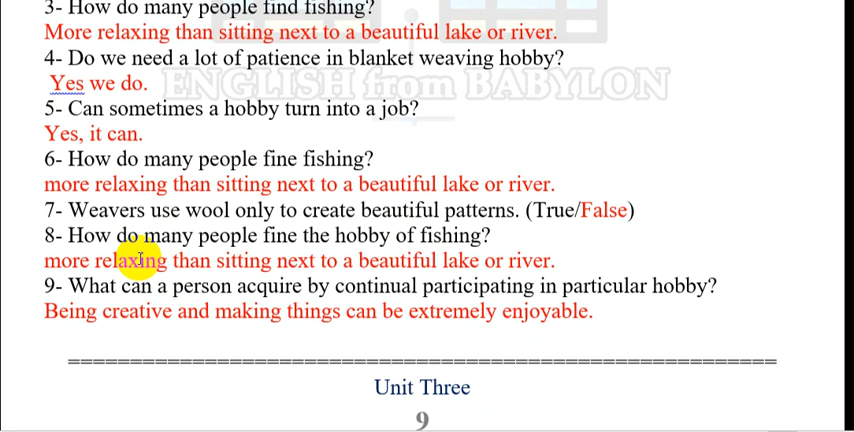 3- How do many people find fishing?
More relaxing than sitting next to a beautiful lake or river.
4- Do we need a lot of patience in blanket weaving hobby?
ENGLISH from BABYLON
Yes we do.
5- Can sometimes a hobby turn into a job?
Yes, it can.
6- How do many people fine fishing?
more relaxing than sitting next to a beautiful lake or river.
7- Weavers use wool only to create beautiful patterns. (True/False)
8- How do many people fine the hobby of fishing?
more relaxing than sitting next to a beautiful lake or river.
9- What can a person acquire by continual participating in particular hobby?
Being creative and making things can be extremely enjoyable.
Unit Three
9